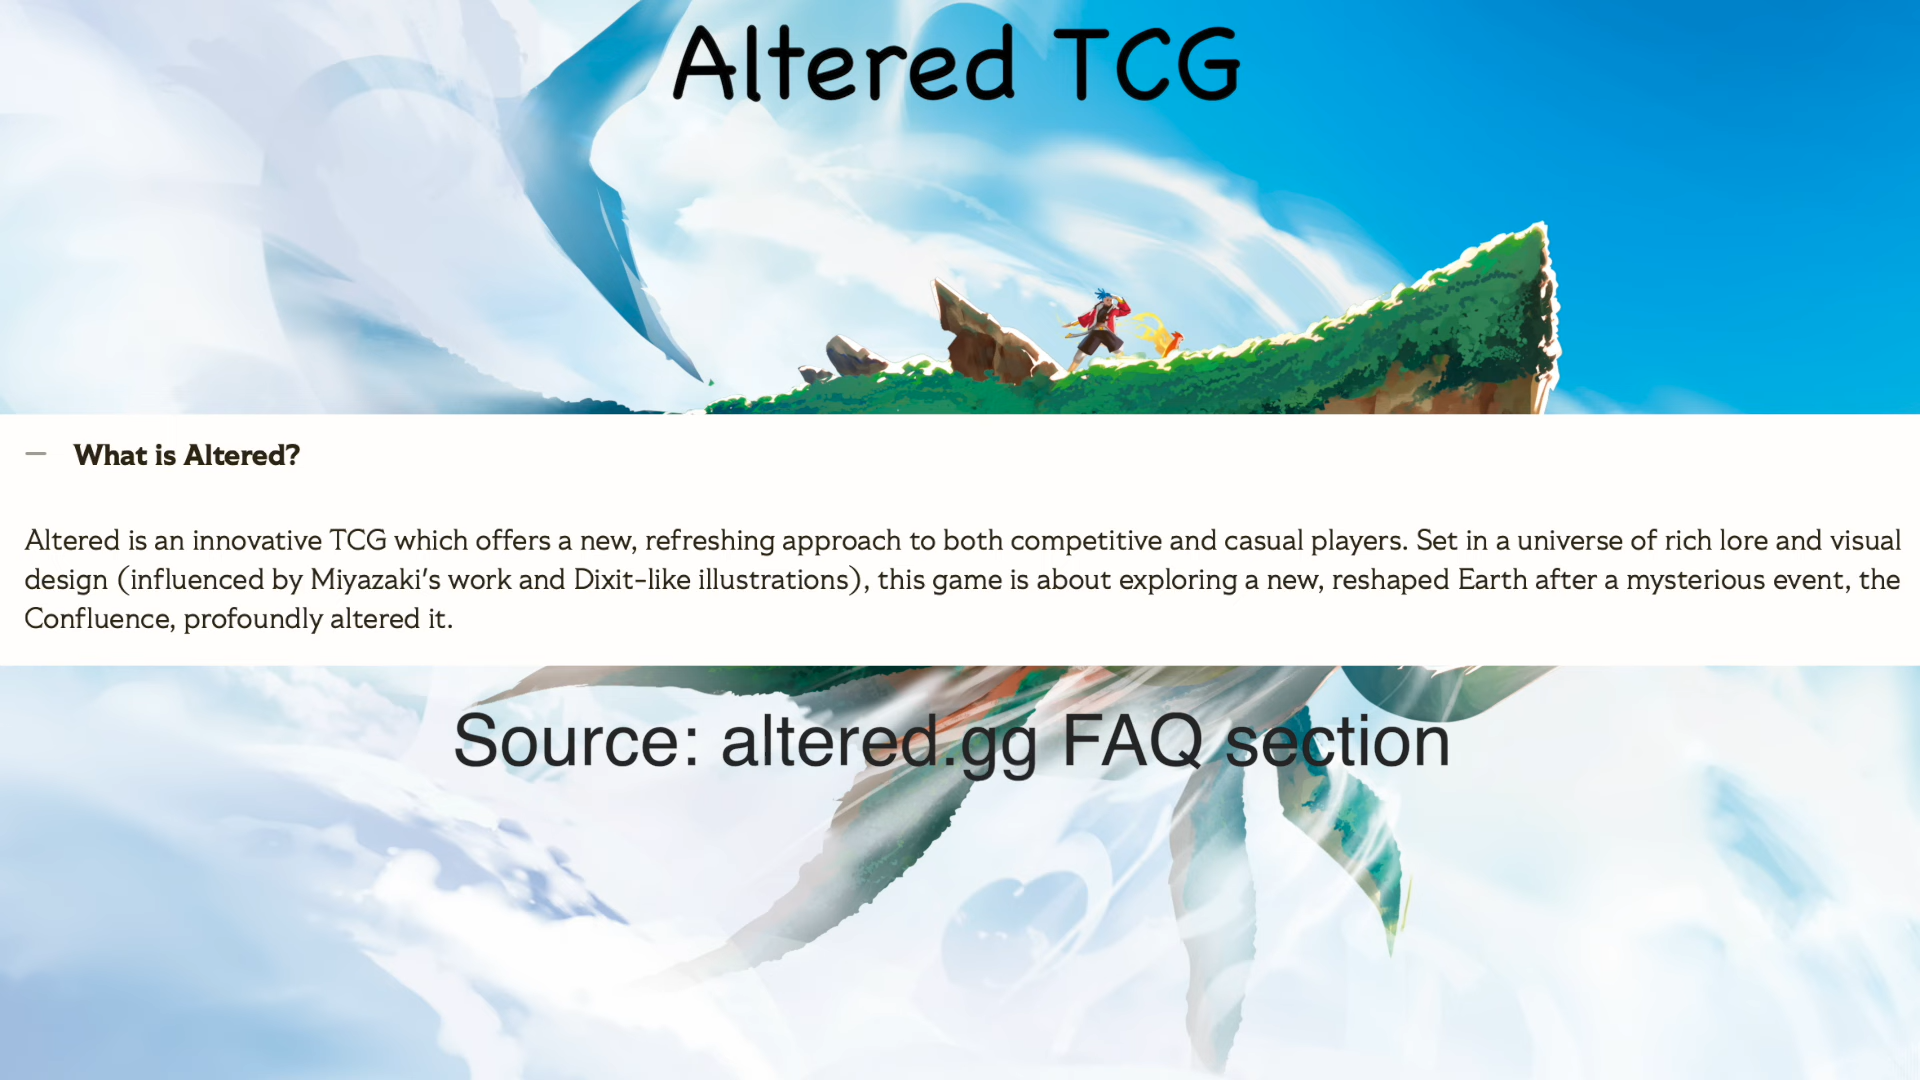 Altered TCG
— What is Altered?
Altered is an innovative TCG which offers a new, refreshing approach to both competitive and casual players. Set in a universe of rich lore and visual
design (influenced by Miyazaki's work and Dixit-like illustrations), this game is about exploring a new, reshaped Earth after a mysterious event, the
Confluence, profoundly altered it.
Source: altered.gg FAQ section